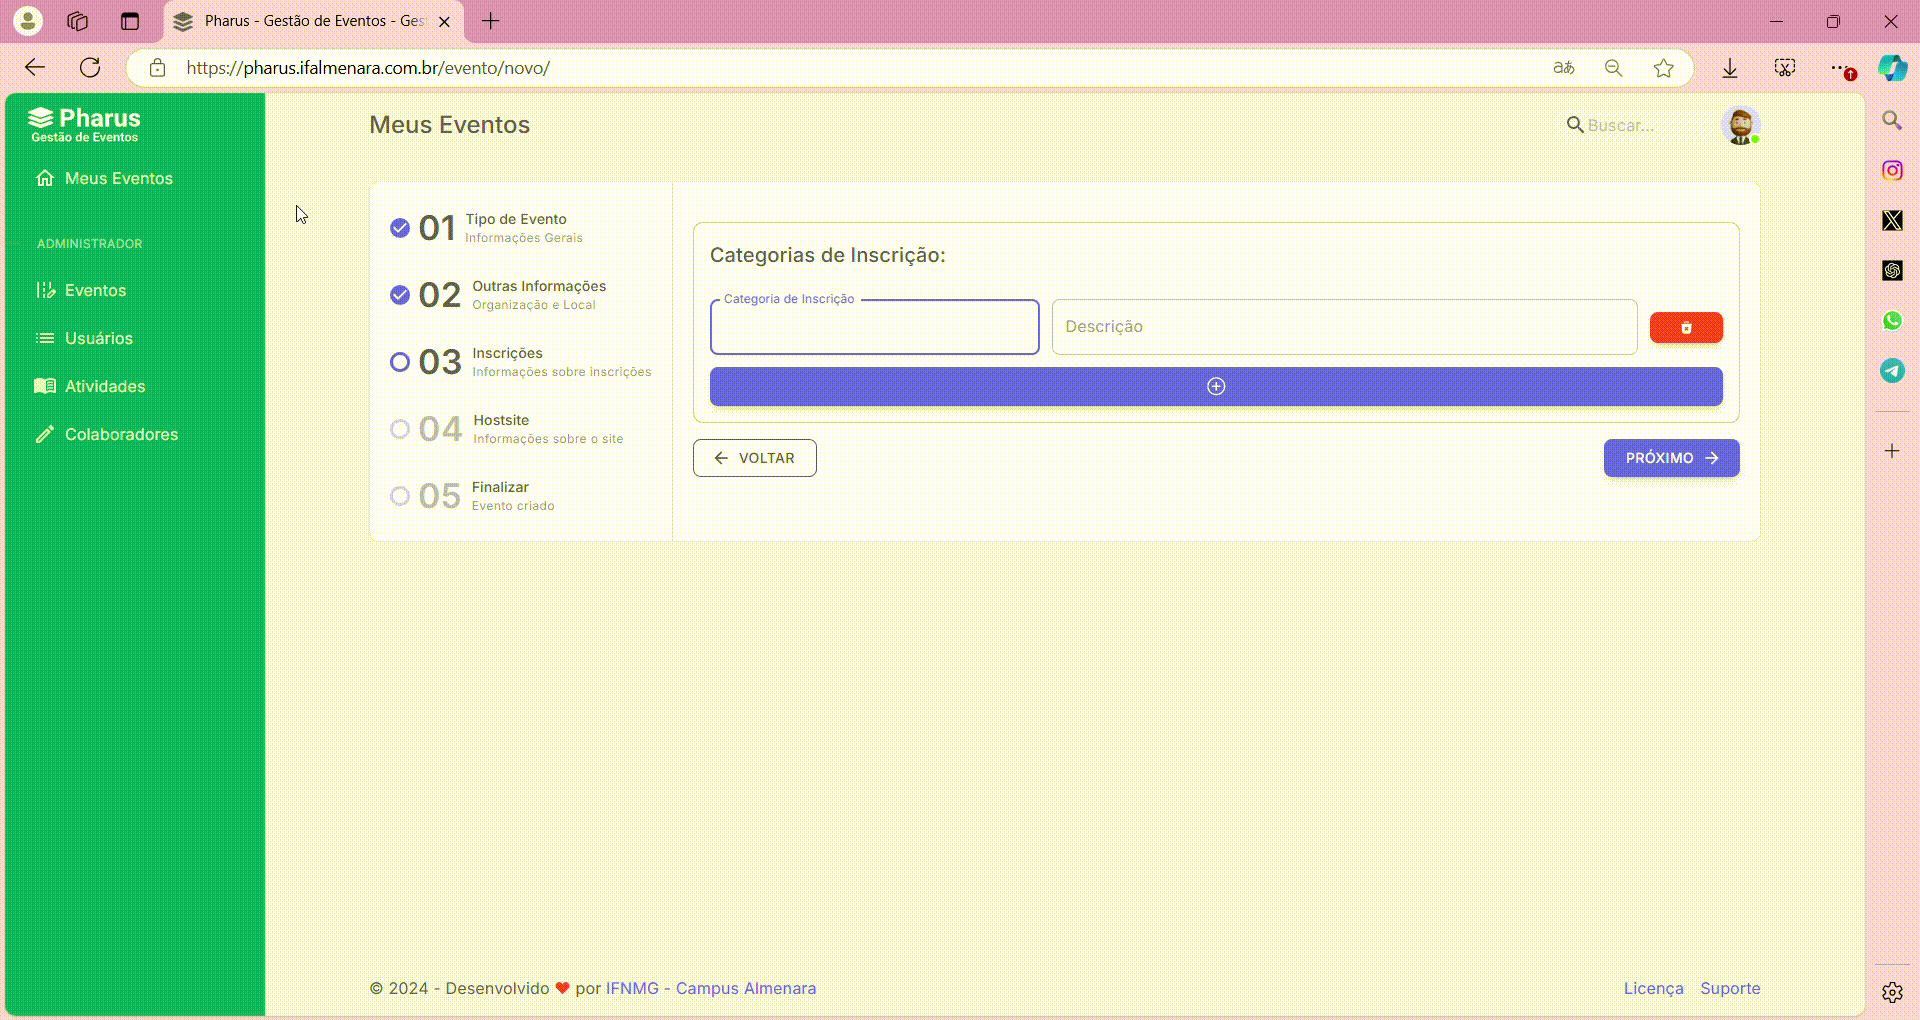 Pharus - Gestão de Eventos - Ges
https://pharus.ifalmenara.com.br/evento/novo/
aあ
Pharus
Gestão de Eventos
Meus Eventos
ADMINISTRADOR
Eventos
Usuários
Atividades
Colaboradores
Meus Eventos
Buscar...
01 Tipo de Evento
Informações Gerais
02 Outras Informações
Organização e Local
03 Inscrições
Informações sobre inscrições
04 Hostsite
Informações sobre o site
05 Finalizar
Evento criado
Categorias de Inscrição:
Categoria de Inscrição
Descrição
VOLTAR
PRÓXIMO
© 2024 - Desenvolvido ❤ por IFNMG - Campus Almenara
Licença Suporte